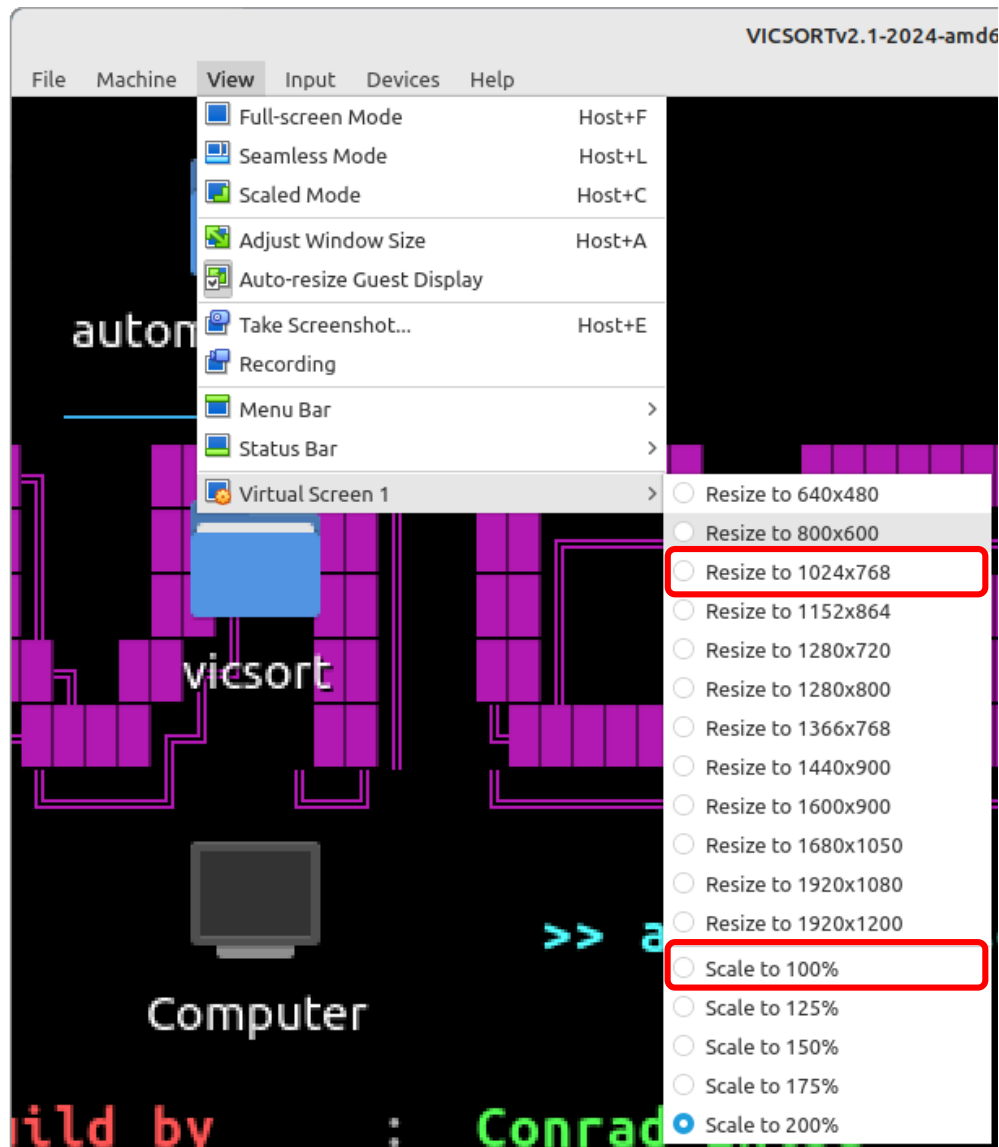 VICSORTv2.1-2024-amd6
File Machine View Input Devices Help
Full-screen Mode Host+F
Seamless Mode Host+L
Scaled Mode Host+C
Adjust Window Size Host+A
Auto-resize Guest Display
Take Screenshot... Host+E
Recording
Menu Bar >
Status Bar >
Virtual Screen 1 >
Resize to 640x480
Resize to 800x600
Resize to 1024x768
Resize to 1152x864
Resize to 1280x720
Resize to 1280x800
Resize to 1366x768
Resize to 1440x900
Resize to 1600x900
Resize to 1680x1050
Resize to 1920x1080
Resize to 1920x1200
Scale to 100%
Scale to 125%
Scale to 150%
Scale to 175%
Scale to 200%
autom
vicsort
>> a
Computer
ild by : Conrad